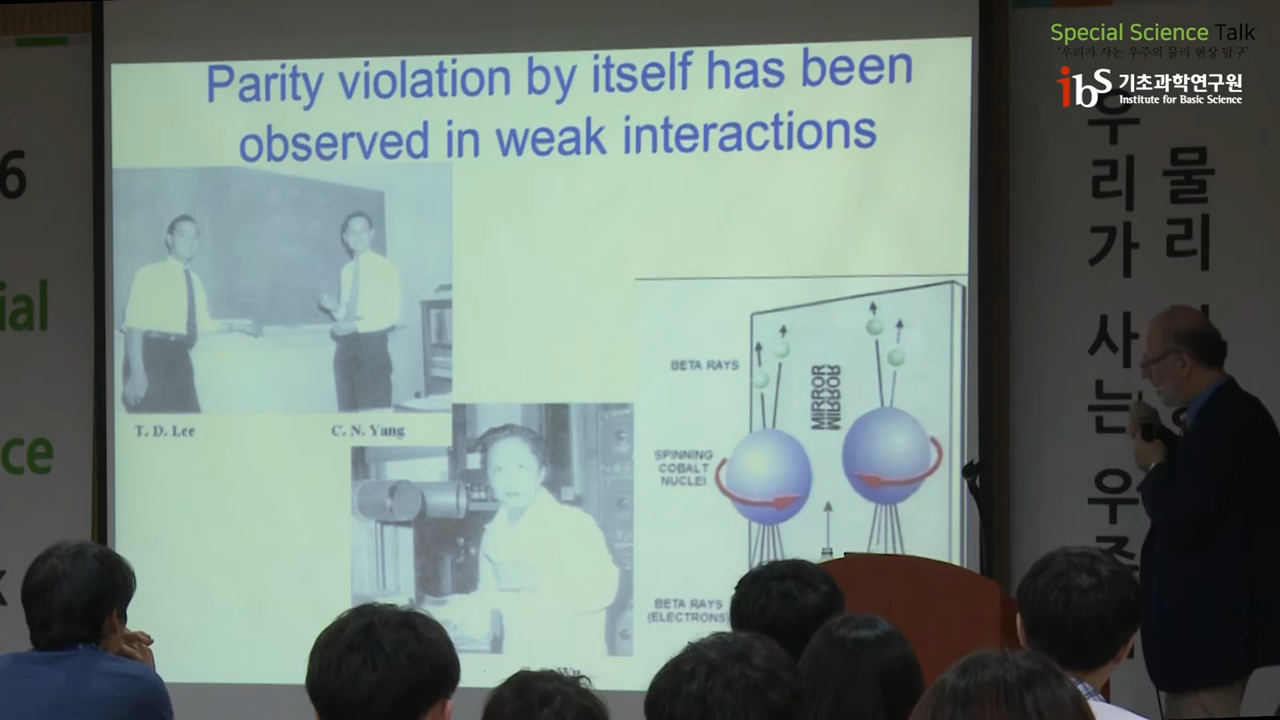 Special Science Talk
'우리가 사는 우주의 물리 현상 탐구'
ibS 기초과학연구원
Institute for Basic Science
Parity violation by itself has been
observed in weak interactions
T. D. Lee
C. N. Yang
BETA RAYS
MIRROR
MIRROR
SPINNING
COBALT
NUCLEI
BETA RAYS
(ELECTRONS)
6
ial
ce
k
물리
우리가 사는 우주